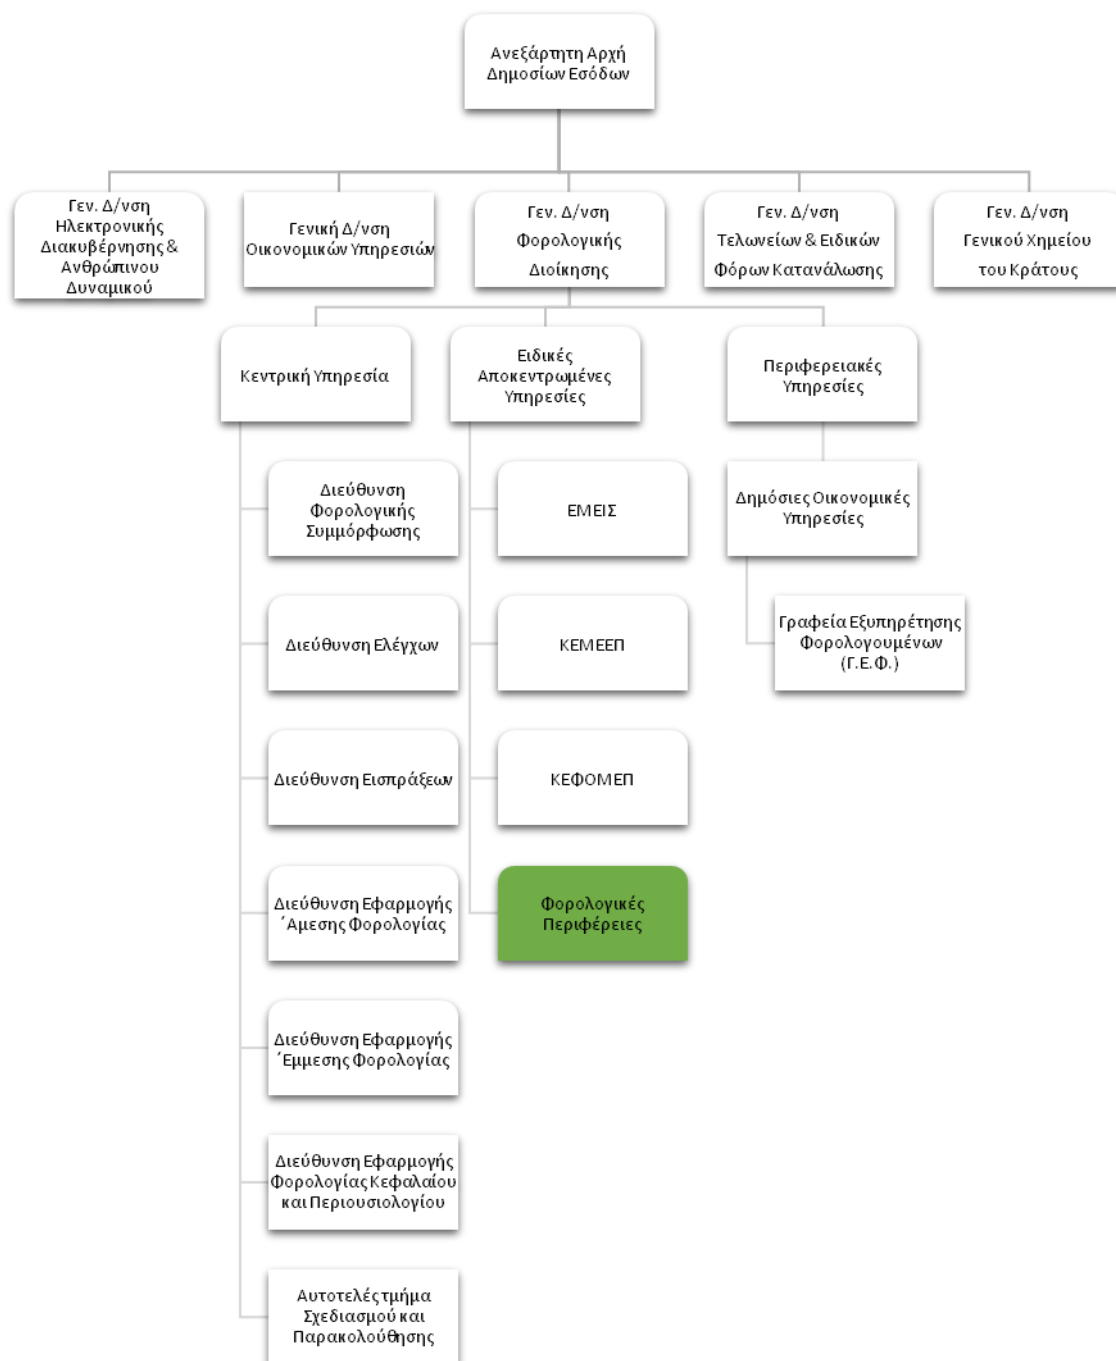 Ανεξάρτητη Αρχή
Δημοσίων Εσόδων
Γεν. Δ/νση
Ηλεκτρονικής
Διακυβέρνησης &
Ανθρώπινου
Δυναμικού
Γενική Δ/νση
Οικονομικών Υπηρεσιών
Γεν. Δ/νση
Φορολογικής
Διοίκησης
Γεν. Δ/νση
Τελωνείων & Ειδικών
Φόρων Κατανάλωσης
Γεν. Δ/νση
Γενικού Χημείου
του Κράτους
Κεντρική Υπηρεσία
Ειδικές
Αποκεντρωμένες
Υπηρεσίες
Περιφερειακές
Υπηρεσίες
Διεύθυνση
Φορολογικής
Συμμόρφωσης
ΕΜΕΙΣ
Δημόσιες Οικονομικές
Υπηρεσίες
Διεύθυνση Ελέγχων
ΚΕΜΕΕΠ
Γραφεία Εξυπηρέτησης
Φορολογουμένων
(Γ.Ε.Φ.)
Διεύθυνση Εισπράξεων
ΚΕΦΟΜΕΠ
Διεύθυνση Εφαρμογής
΄Αμεσης Φορολογίας
Φορολογικές
Περιφέρειες
Διεύθυνση Εφαρμογής
΄Εμμεσης Φορολογίας
Διεύθυνση Εφαρμογής
Φορολογίας Κεφαλαίου
και Περιουσιολογίου
Αυτοτελές τμήμα
Σχεδιασμού και
Παρακολούθησης